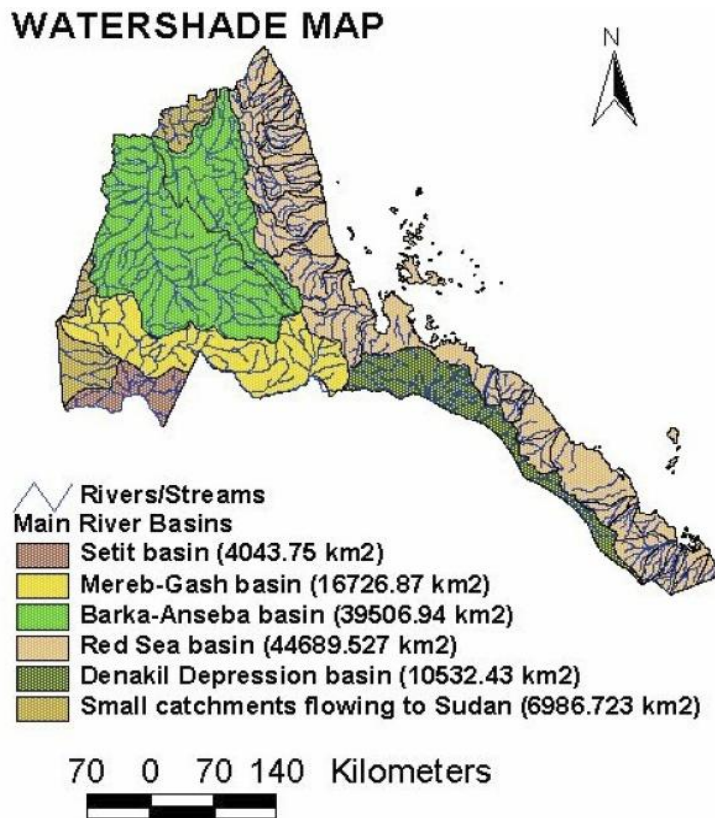 WATERSHADE MAP
N
Rivers/Streams
Main River Basins
Setit basin (4043.75 km2)
Mereb-Gash basin (16726.87 km2)
Barka-Anseba basin (39506.94 km2)
Red Sea basin (44689.527 km2)
Denakil Depression basin (10532.43 km2)
Small catchments flowing to Sudan (6986.723 km2)
70 0 70 140 Kilometers